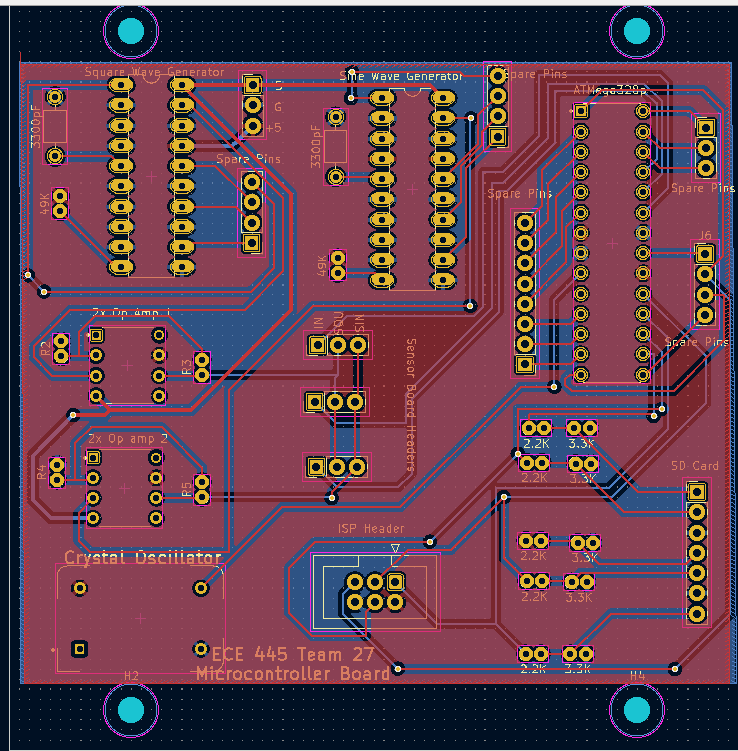 Square Wave Generator
Sine Wave Generator
Spare Pins
ATMega328p
3300pF
G
+5
3300pF
Spare Pins
Spare Pins
Spare Pins
49K
J6
49K
2x Op Amp 1
IN
SQU
SIN
R2
R3
Sensor Board Headers
Spare Pins
2x Op amp 2
2.2K
3.3K
R4
R5
2.2K
3.3K
SD Card
ISP Header
Crystal Oscillator
2.2K
3.3K
2.2K
3.3K
ECE 445 Team 27
Microcontroller Board
2.2K
3.3K
H2
H4